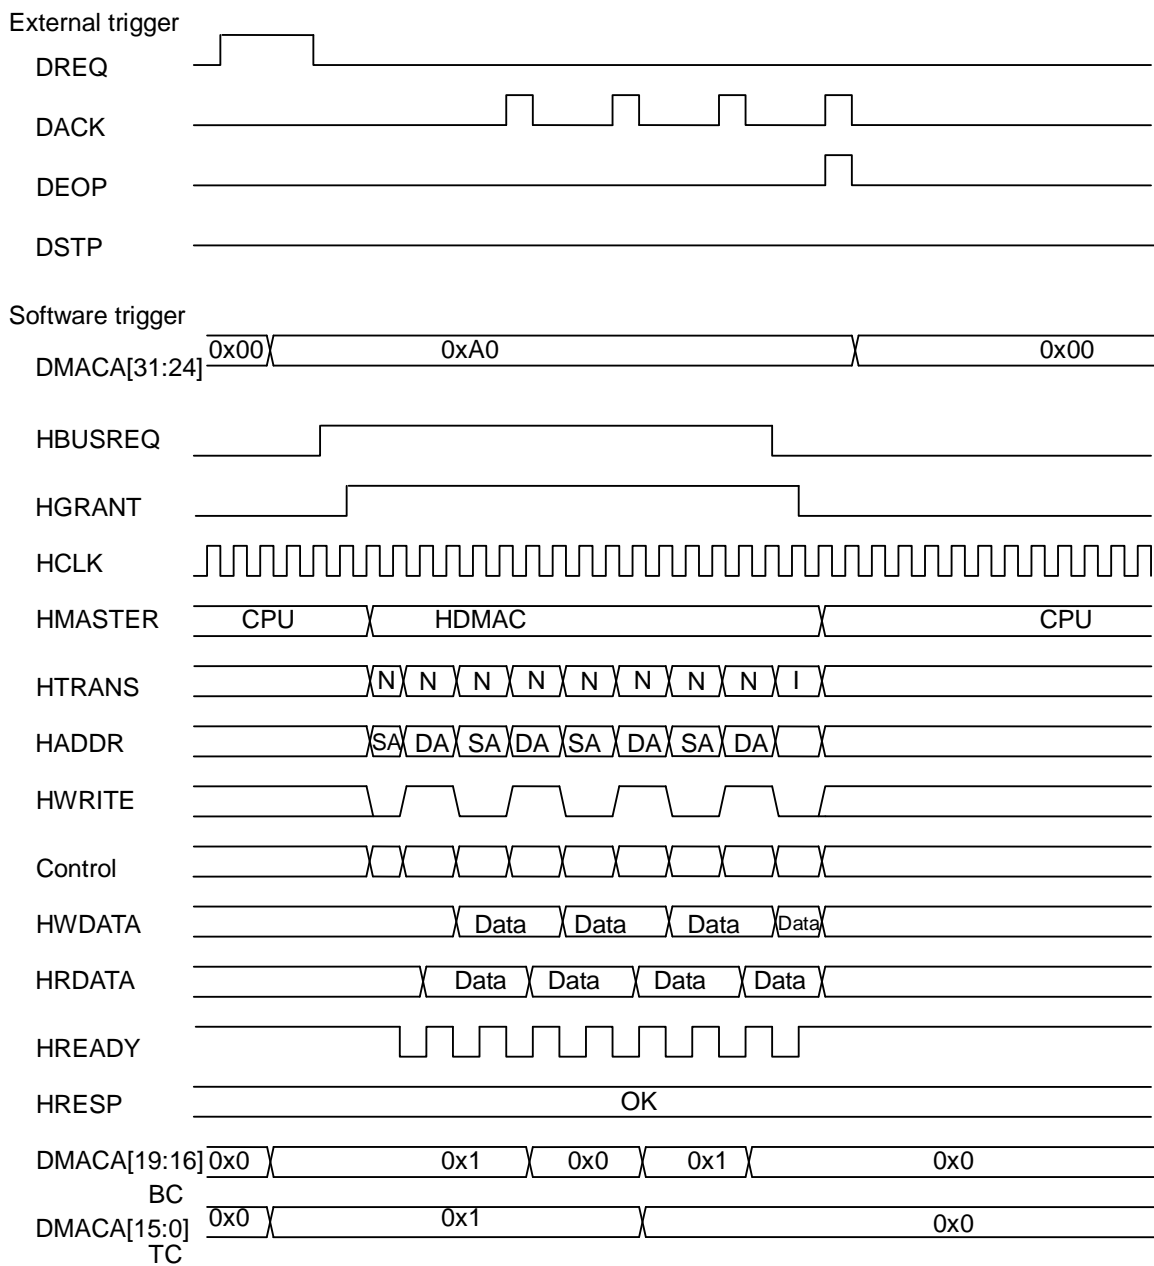 External trigger
DREQ
DACK
DEOP
DSTP
Software trigger
DMACA[31:24] 0x00 0xA0 0x00
HBUSREQ
HGRANT
HCLK
HMASTER CPU HDMAC CPU
HTRANS N N N N N N N N I
HADDR SA DA SA DA SA DA SA DA
HWRITE
Control
HWDATA Data Data Data Data
HRDATA Data Data Data Data
HREADY
HRESP OK
DMACA[19:16] 0x0 0x1 0x0 0x1 0x0
BC
DMACA[15:0] 0x0 0x1 0x0
TC